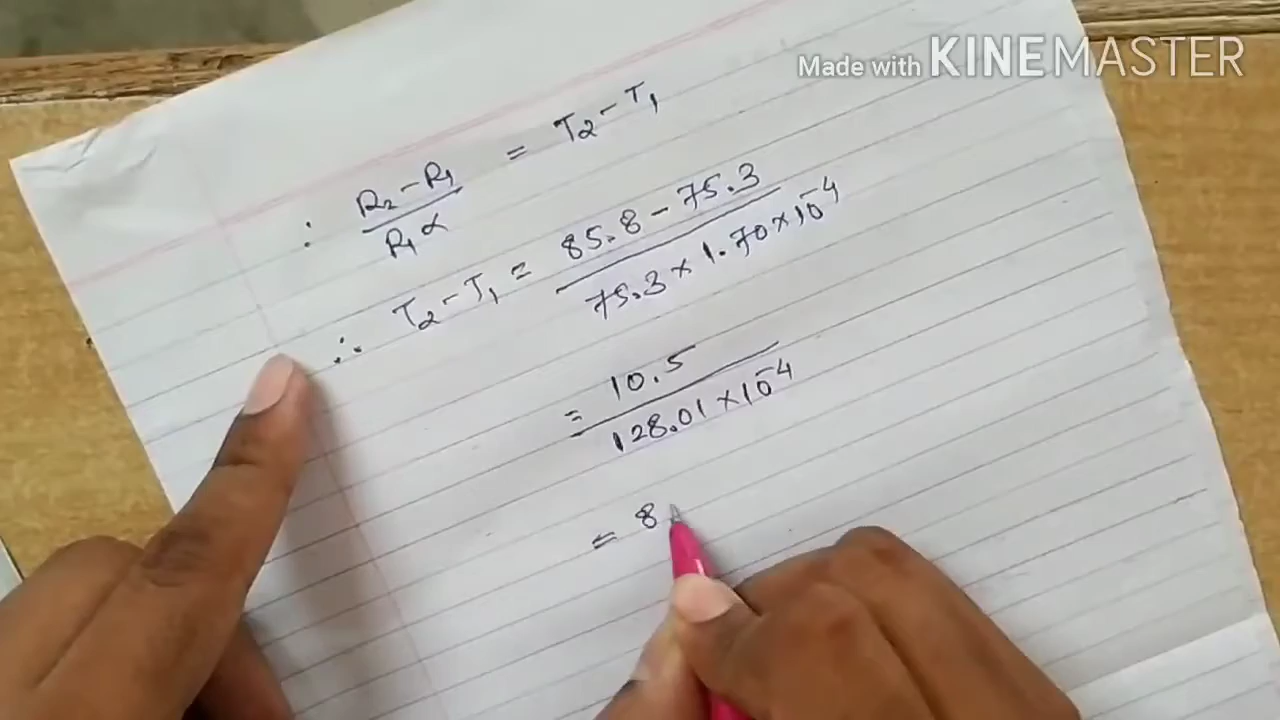 Made with KINEMASTER
: R₂ - R₁ / R₁ α = T₂ - T₁
∴ T₂ - T₁ = 85.8 - 75.3 / 75.3 × 1.70 × 10⁻⁴
= 10.5 / 128.01 × 10⁻⁴
= 8